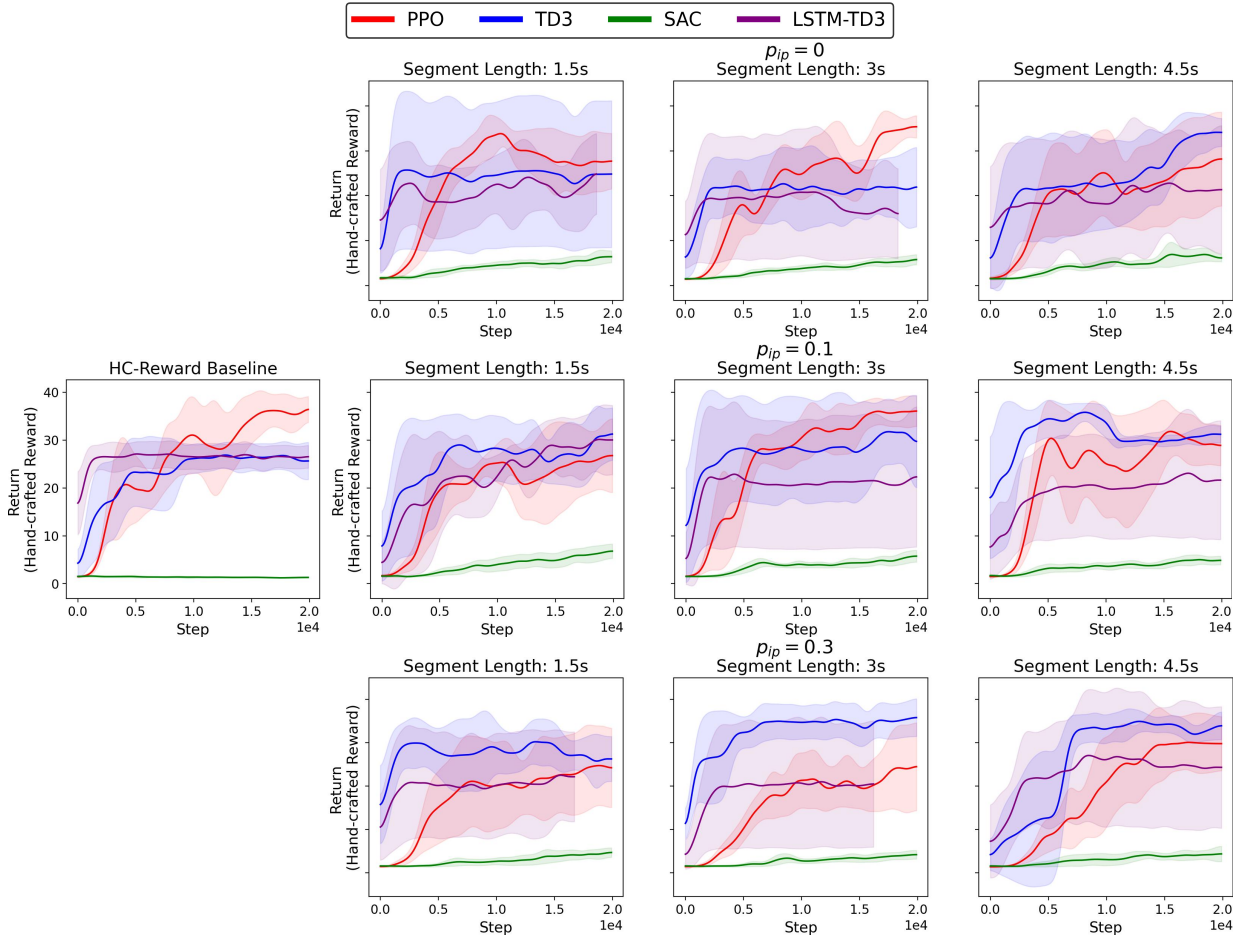 PPO TD3 SAC LSTM-TD3
p_ip = 0
Segment Length: 1.5s Segment Length: 3s Segment Length: 4.5s
Return
(Hand-crafted Reward)
0.0 0.5 1.0 1.5 2.0 0.0 0.5 1.0 1.5 2.0 0.0 0.5 1.0 1.5 2.0
Step 1e4 Step 1e4 Step 1e4
p_ip = 0.1
HC-Reward Baseline Segment Length: 1.5s Segment Length: 3s Segment Length: 4.5s
Return
(Hand-crafted Reward)
40
30
20
10
0
Return
(Hand-crafted Reward)
0.0 0.5 1.0 1.5 2.0 0.0 0.5 1.0 1.5 2.0 0.0 0.5 1.0 1.5 2.0 0.0 0.5 1.0 1.5 2.0
Step 1e4 Step 1e4 Step 1e4 Step 1e4
p_ip = 0.3
Segment Length: 1.5s Segment Length: 3s Segment Length: 4.5s
Return
(Hand-crafted Reward)
0.0 0.5 1.0 1.5 2.0 0.0 0.5 1.0 1.5 2.0 0.0 0.5 1.0 1.5 2.0
Step 1e4 Step 1e4 Step 1e4